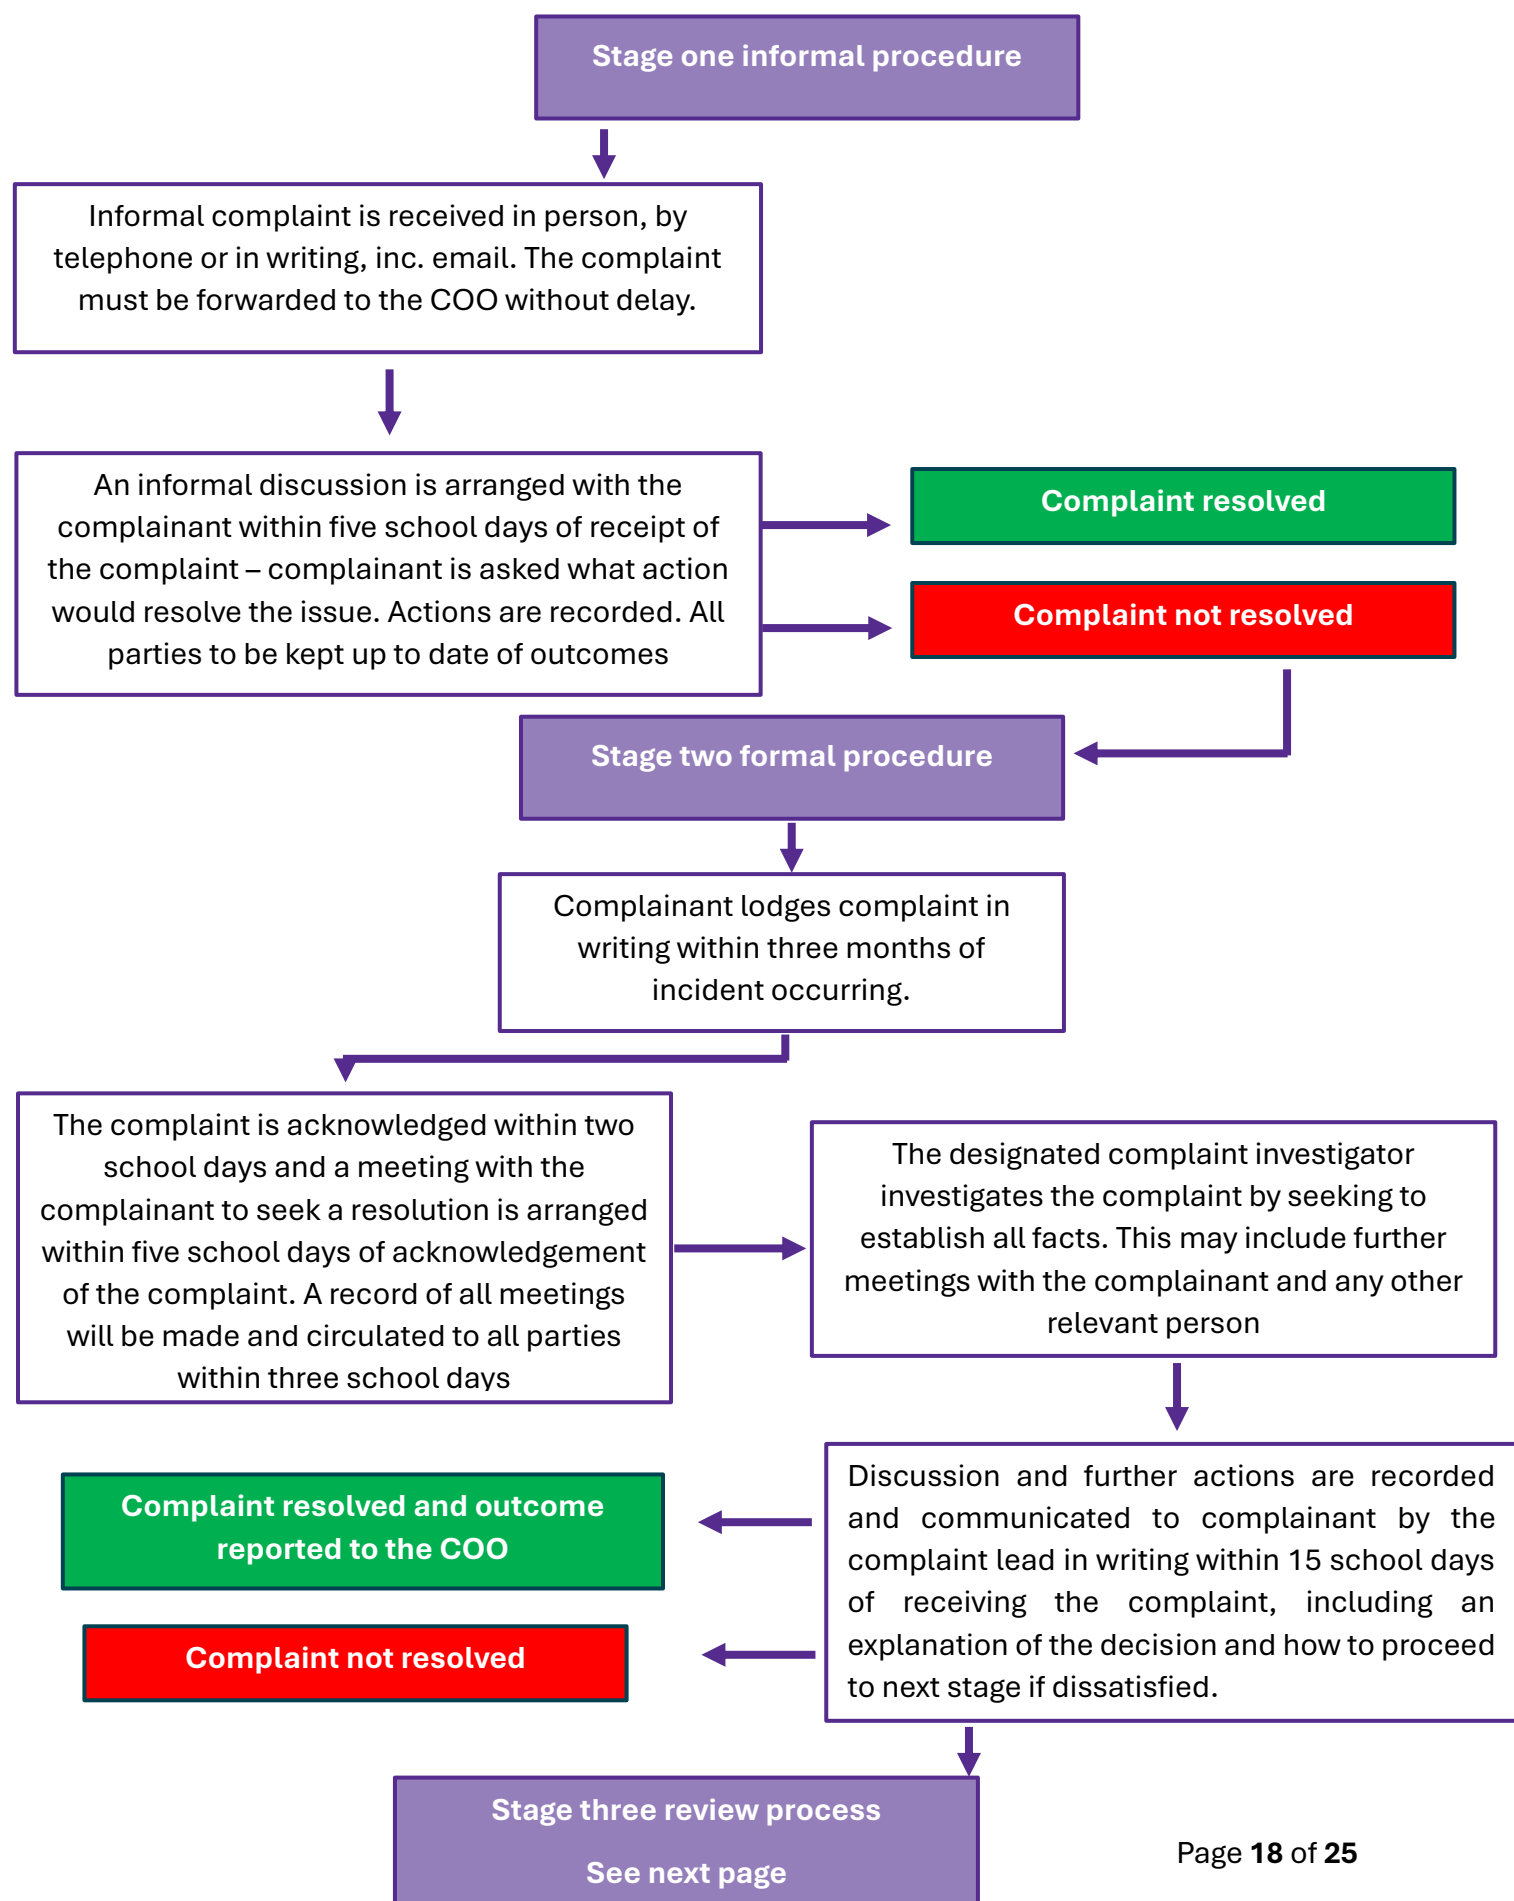 Stage one informal procedure
Informal complaint is received in person, by
telephone or in writing, inc. email. The complaint
must be forwarded to the COO without delay.
An informal discussion is arranged with the
complainant within five school days of receipt of
the complaint – complainant is asked what action
would resolve the issue. Actions are recorded. All
parties to be kept up to date of outcomes
Complaint resolved
Complaint not resolved
Stage two formal procedure
Complainant lodges complaint in
writing within three months of
incident occurring.
The complaint is acknowledged within two
school days and a meeting with the
complainant to seek a resolution is arranged
within five school days of acknowledgement
of the complaint. A record of all meetings
will be made and circulated to all parties
within three school days
The designated complaint investigator
investigates the complaint by seeking to
establish all facts. This may include further
meetings with the complainant and any other
relevant person
Discussion and further actions are recorded
and communicated to complainant by the
complaint lead in writing within 15 school days
of receiving the complaint, including an
explanation of the decision and how to proceed
to next stage if dissatisfied.
Complaint resolved and outcome
reported to the COO
Complaint not resolved
Stage three review process
See next page
Page 18 of 25